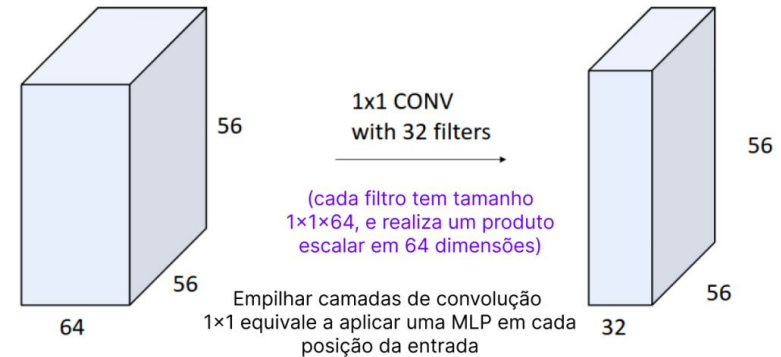 56
56
64
1x1 CONV
with 32 filters
(cada filtro tem tamanho
1×1×64, e realiza um produto
escalar em 64 dimensões)
Empilhar camadas de convolução
1×1 equivale a aplicar uma MLP em cada
posição da entrada
56
56
32